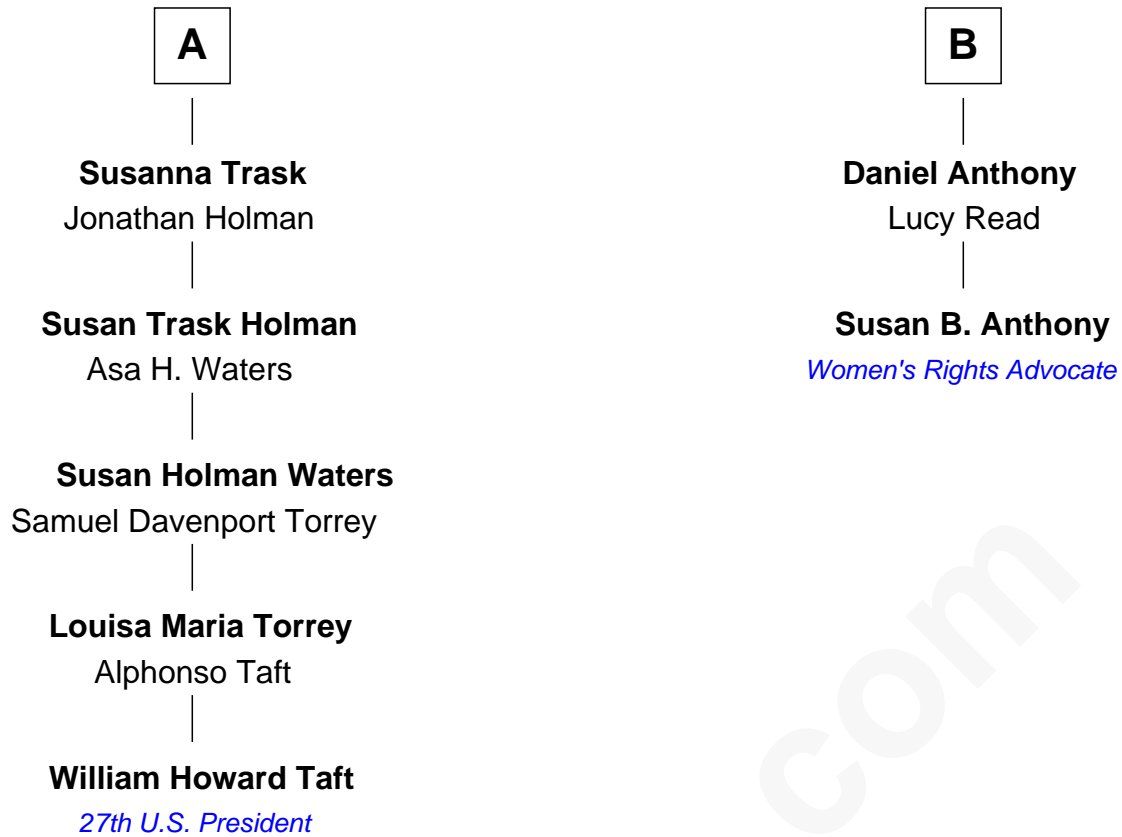 A
Susanna Trask
Jonathan Holman
Susan Trask Holman
Asa H. Waters
Susan Holman Waters
Samuel Davenport Torrey
Louisa Maria Torrey
Alphonso Taft
William Howard Taft
27th U.S. President
B
Daniel Anthony
Lucy Read
Susan B. Anthony
Women's Rights Advocate
com